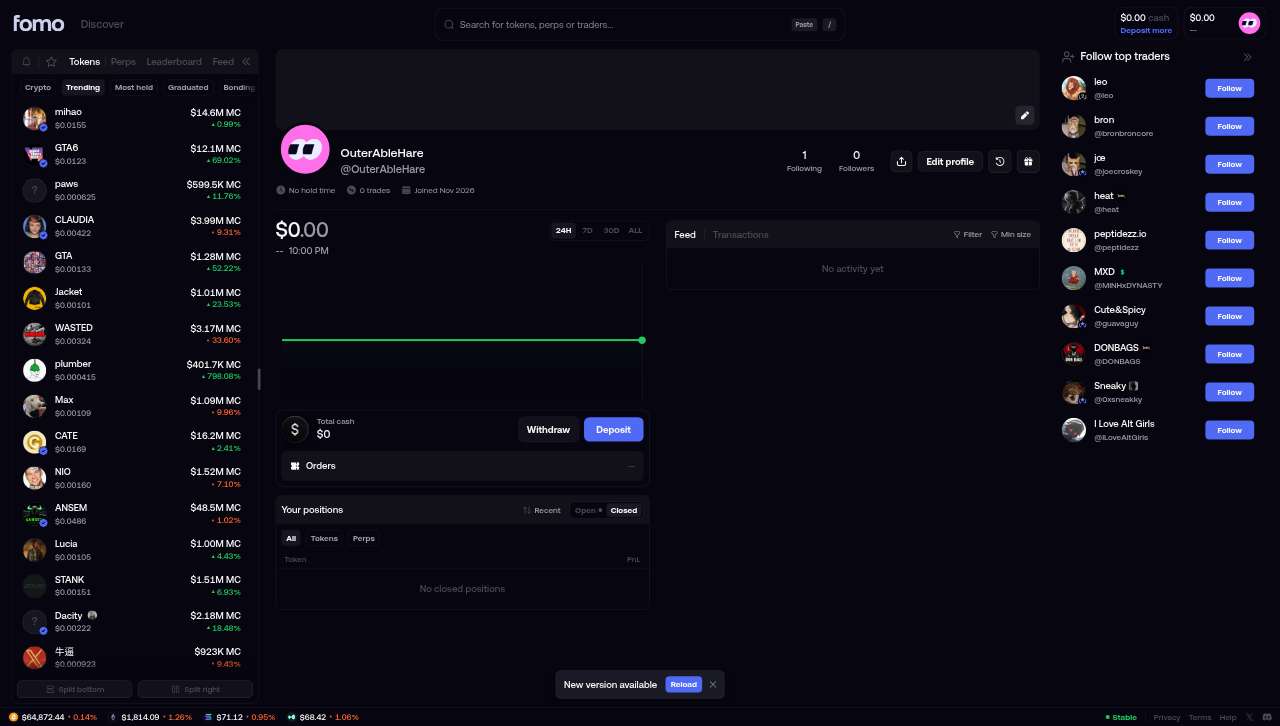 fomo
Discover
Search for tokens, perps or traders...
Paste
/
$0.00 cash
Deposit more
$0.00
—
Tokens Perps Leaderboard Feed
Crypto Trending Most held Graduated Bonding
mihao $14.6M MC
$0.0155 0.99%
GTA6 $12.1M MC
$0.0123 69.02%
paws $599.5K MC
$0.000625 11.76%
CLAUDIA $3.99M MC
$0.00422 9.31%
GTA $1.28M MC
$0.00133 52.22%
Jacket $1.01M MC
$0.00101 23.53%
WASTED $3.17M MC
$0.00324 33.60%
plumber $401.7K MC
$0.000415 798.08%
Max $1.09M MC
$0.00109 9.96%
CATE $16.2M MC
$0.0169 2.41%
NIO $1.52M MC
$0.00160 7.10%
ANSEM $48.5M MC
$0.0486 1.02%
Lucia $1.00M MC
$0.00105 4.43%
STANK $1.51M MC
$0.00151 6.93%
Dacity $2.18M MC
$0.00222 18.48%
牛逼 $923K MC
$0.000923 9.43%
Split bottom Split right
OuterAbleHare
@OuterAbleHare
1 Following
0 Followers
Edit profile
No hold time 0 trades Joined Nov 2026
$0.00
24H 7D 30D ALL
-- 10:00 PM
Total cash
$0
Withdraw Deposit
Orders —
Your positions Recent Open Closed
All Tokens Perps
Token PnL
No closed positions
Feed Transactions Filter Min size
No activity yet
Follow top traders
leo
@leo
Follow
bron
@bronbroncore
Follow
joe
@joecroskey
Follow
heat
@heat
Follow
peptidezz.io
@peptidezz
Follow
MXD
@MINHxDYNASTY
Follow
Cute&Spicy
@guavaguy
Follow
DONBAGS
@DONBAGS
Follow
Sneaky
@0xsneakky
Follow
I Love Alt Girls
@ILoveAltGirls
Follow
New version available Reload
$64,872.44 0.14% $1,814.09 1.26% $71.12 0.95% $68.42 1.06%
Stable Privacy Terms Help